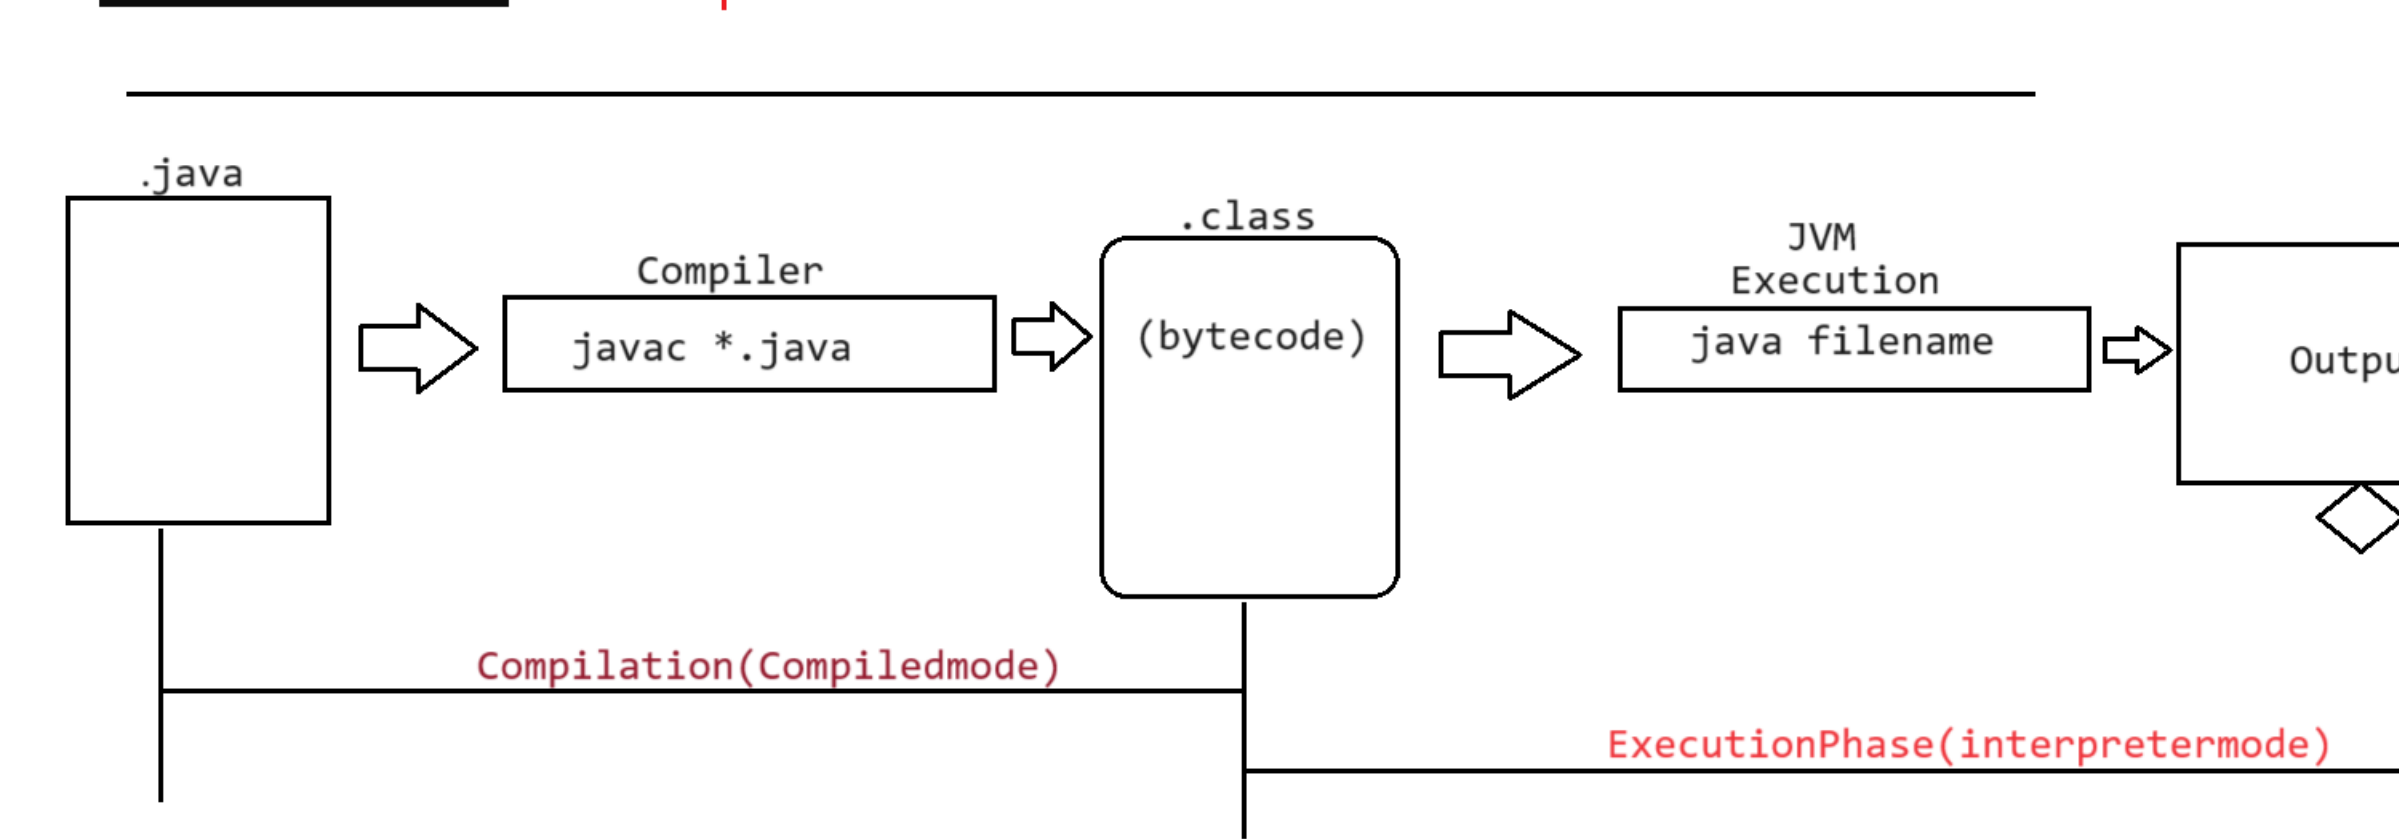 .java
.class
JVM
Execution
Compiler
javac *.java
(bytecode)
java filename
Outpu
Compilation(Compiledmode)
ExecutionPhase(interpretermode)